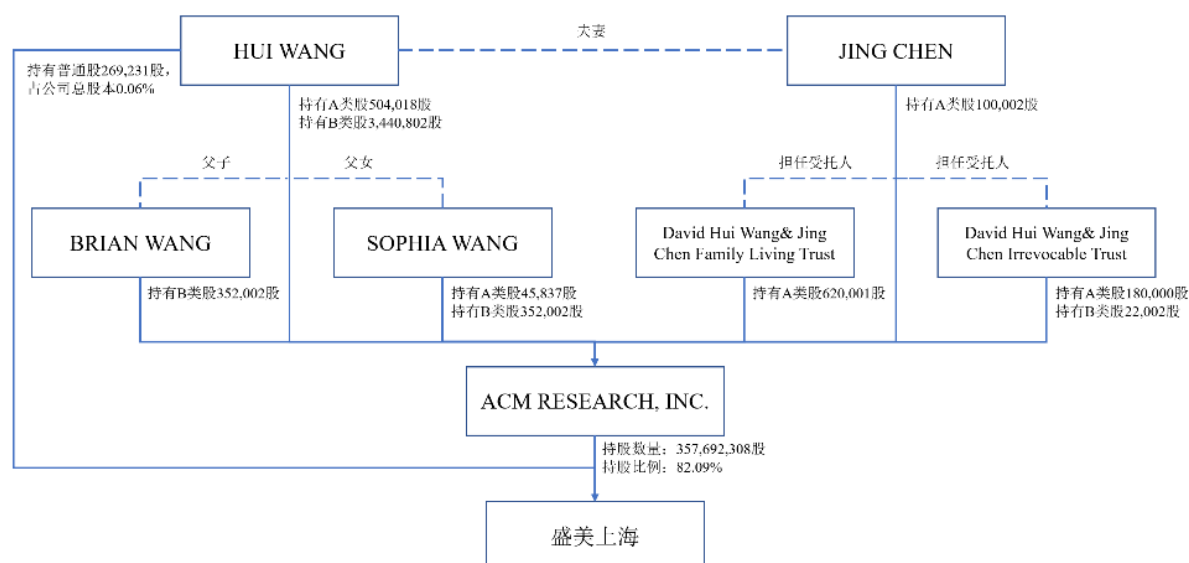 夫妻
HUI WANG
JING CHEN
持有普通股269,231股，
占公司总股本0.06%
持有A类股504,018股
持有B类股3,440,802股
持有A类股100,002股
父子
父女
担任受托人
担任受托人
BRIAN WANG
SOPHIA WANG
David Hui Wang& Jing
Chen Family Living Trust
David Hui Wang& Jing
Chen Irrevocable Trust
持有B类股352,002股
持有A类股45,837股
持有B类股352,002股
持有A类股620,001股
持有A类股180,000股
持有B类股22,002股
ACM RESEARCH, INC.
持股数量：357,692,308股
持股比例：82.09%
盛美上海